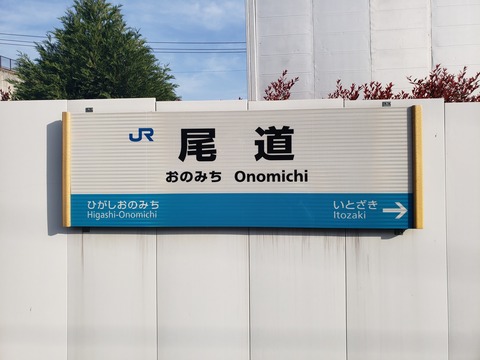 JR
尾道
おのみち Onomichi
ひがしおのみち いとざき
Higashi-Onomichi Itozaki